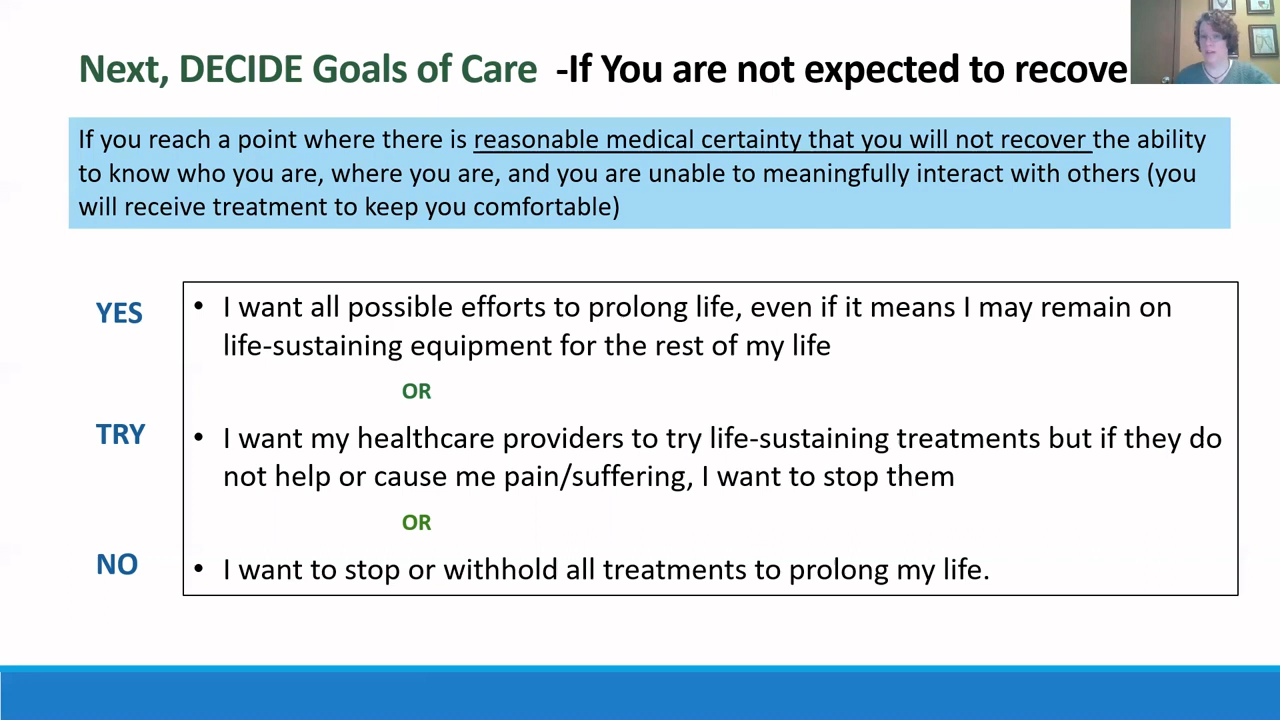 Next, DECIDE Goals of Care -If You are not expected to recove
If you reach a point where there is reasonable medical certainty that you will not recover the ability
to know who you are, where you are, and you are unable to meaningfully interact with others (you
will receive treatment to keep you comfortable)
YES
• I want all possible efforts to prolong life, even if it means I may remain on
life-sustaining equipment for the rest of my life
OR
TRY
• I want my healthcare providers to try life-sustaining treatments but if they do
not help or cause me pain/suffering, I want to stop them
OR
NO
• I want to stop or withhold all treatments to prolong my life.